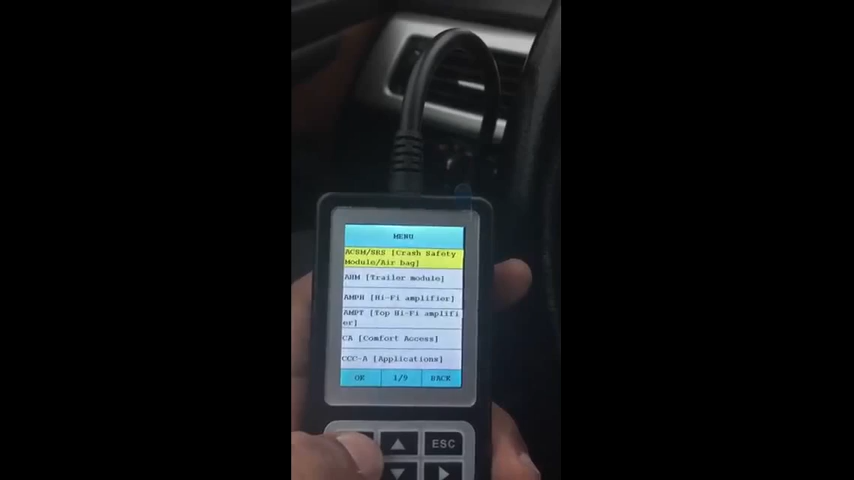 MENU
ACSM/SRS [Crash Safety
Module/Air bag]
AHM [Trailer module]
AMPH [Hi-Fi amplifier]
AMPT [Top Hi-Fi amplifi
er]
CA [Comfort Access]
CCC-A [Applications]
OK 1/9 BACK
ESC